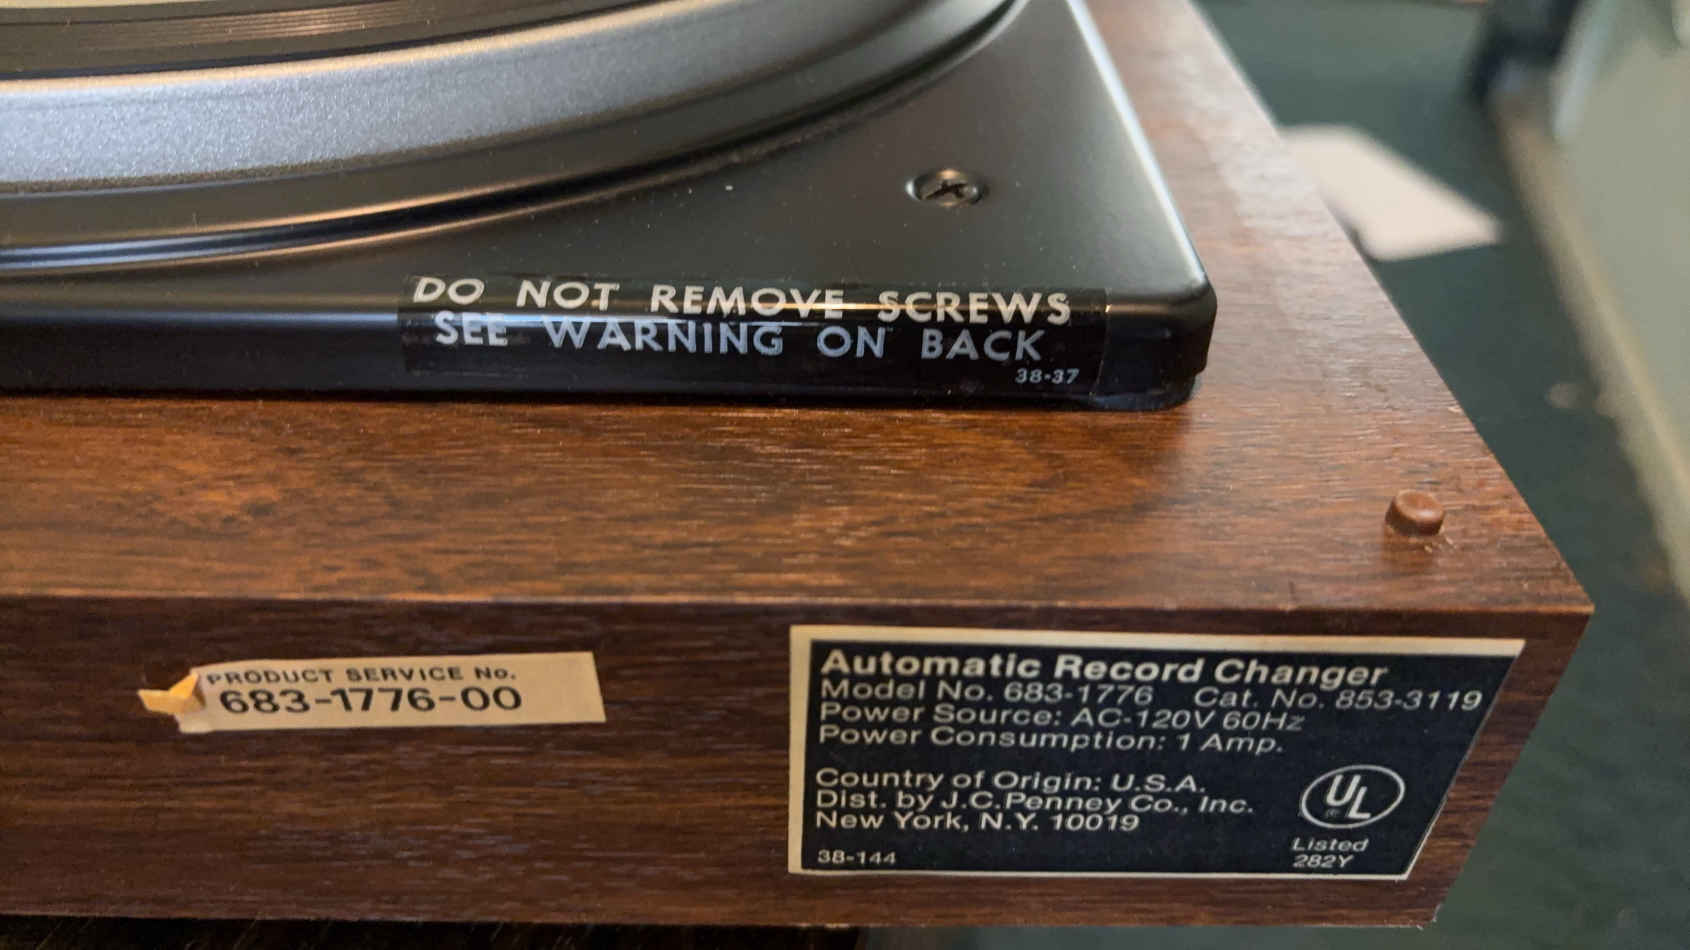 DO NOT REMOVE SCREWS
SEE WARNING ON BACK
38-37
PRODUCT SERVICE No.
683-1776-00
Automatic Record Changer
Model No. 683-1776 Cat. No. 853-3119
Power Source: AC-120V 60Hz
Power Consumption: 1 Amp.
Country of Origin: U.S.A.
Dist. by J.C.Penney Co., Inc.
New York, N.Y. 10019
38-144
UL
®
Listed
282Y